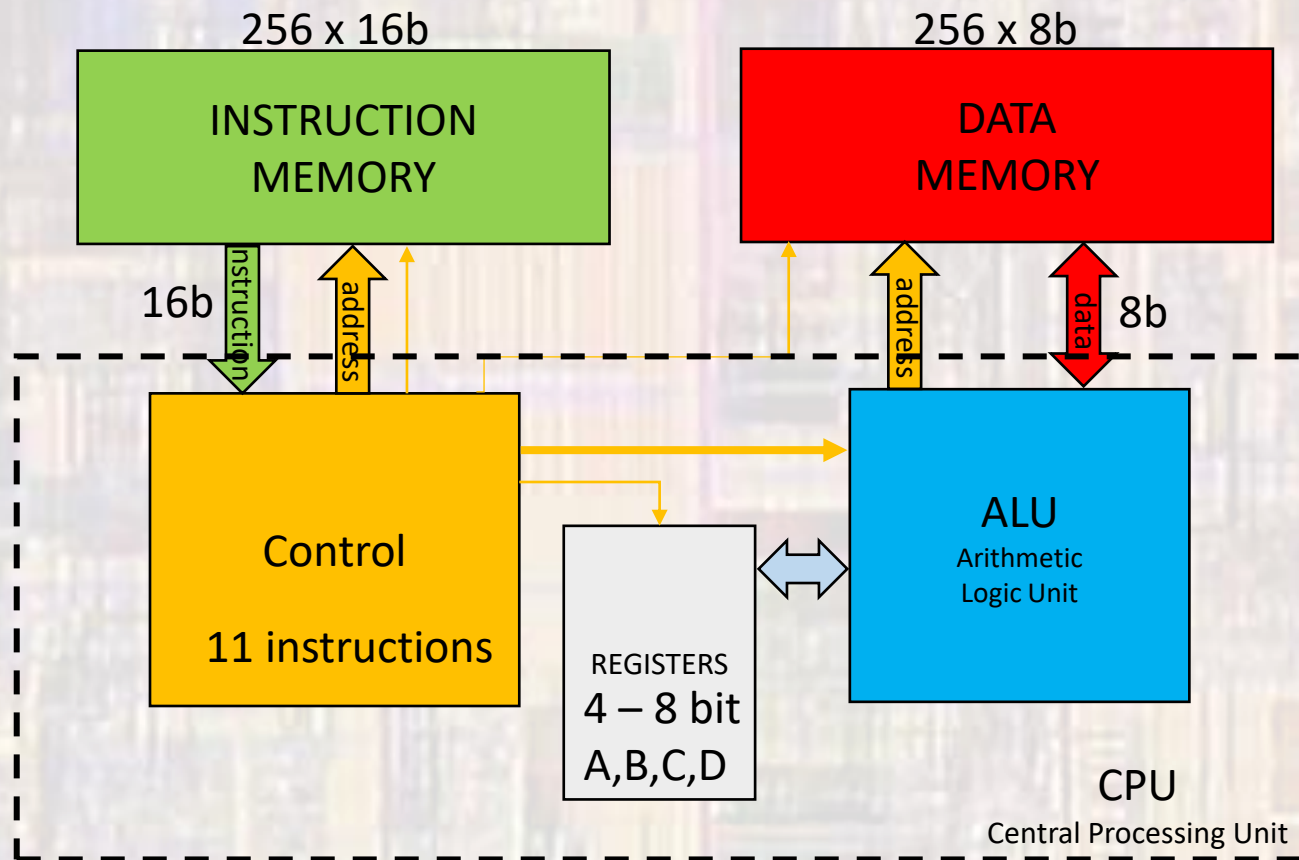 256 x 16b
256 x 8b
INSTRUCTION
MEMORY
DATA
MEMORY
nstruction
address
address
data
16b
8b
Control
11 instructions
ALU
Arithmetic
Logic Unit
REGISTERS
4 – 8 bit
A,B,C,D
CPU
Central Processing Unit